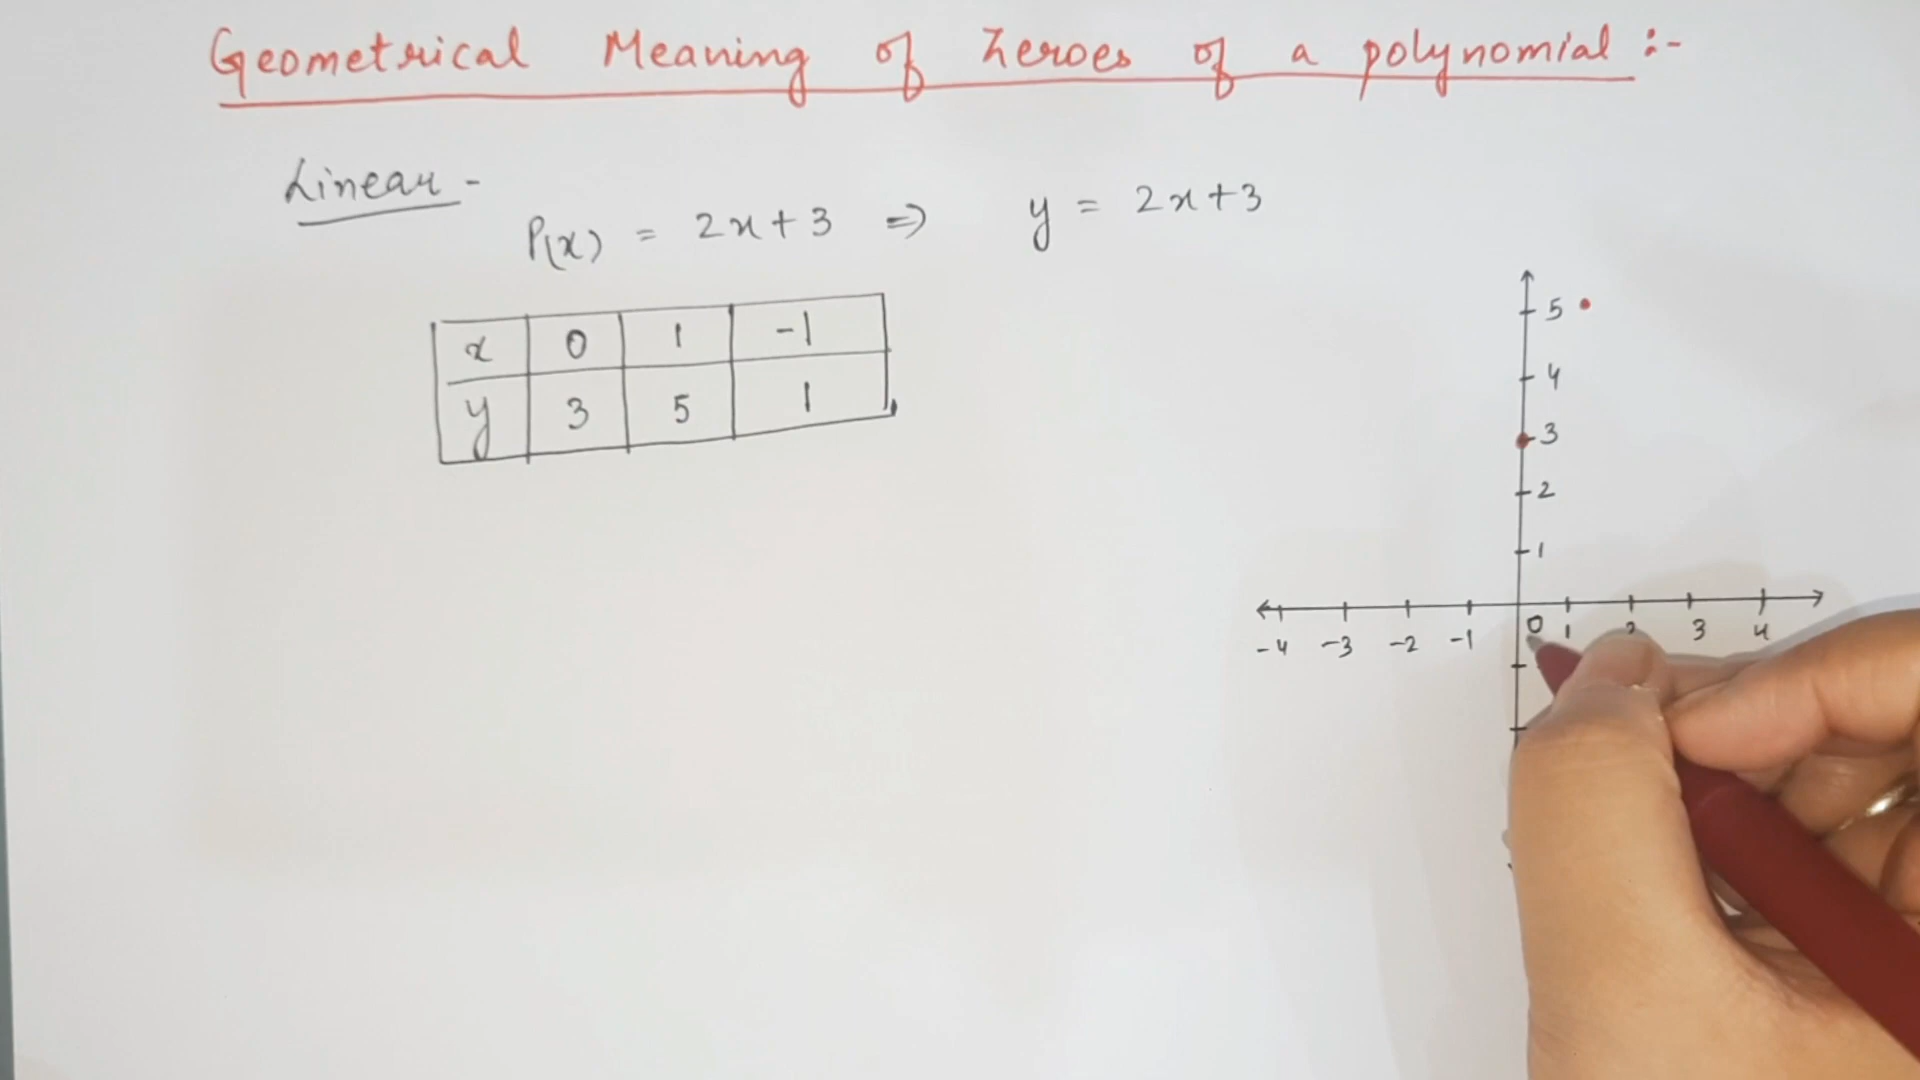 Geometrical Meaning of Zeroes of a polynomial :-
Linear -
P(x) = 2x+3 => y = 2x+3
x 0 1 -1
y 3 5 1
5
4
3
2
1
-4 -3 -2 -1 0 1 2 3 4